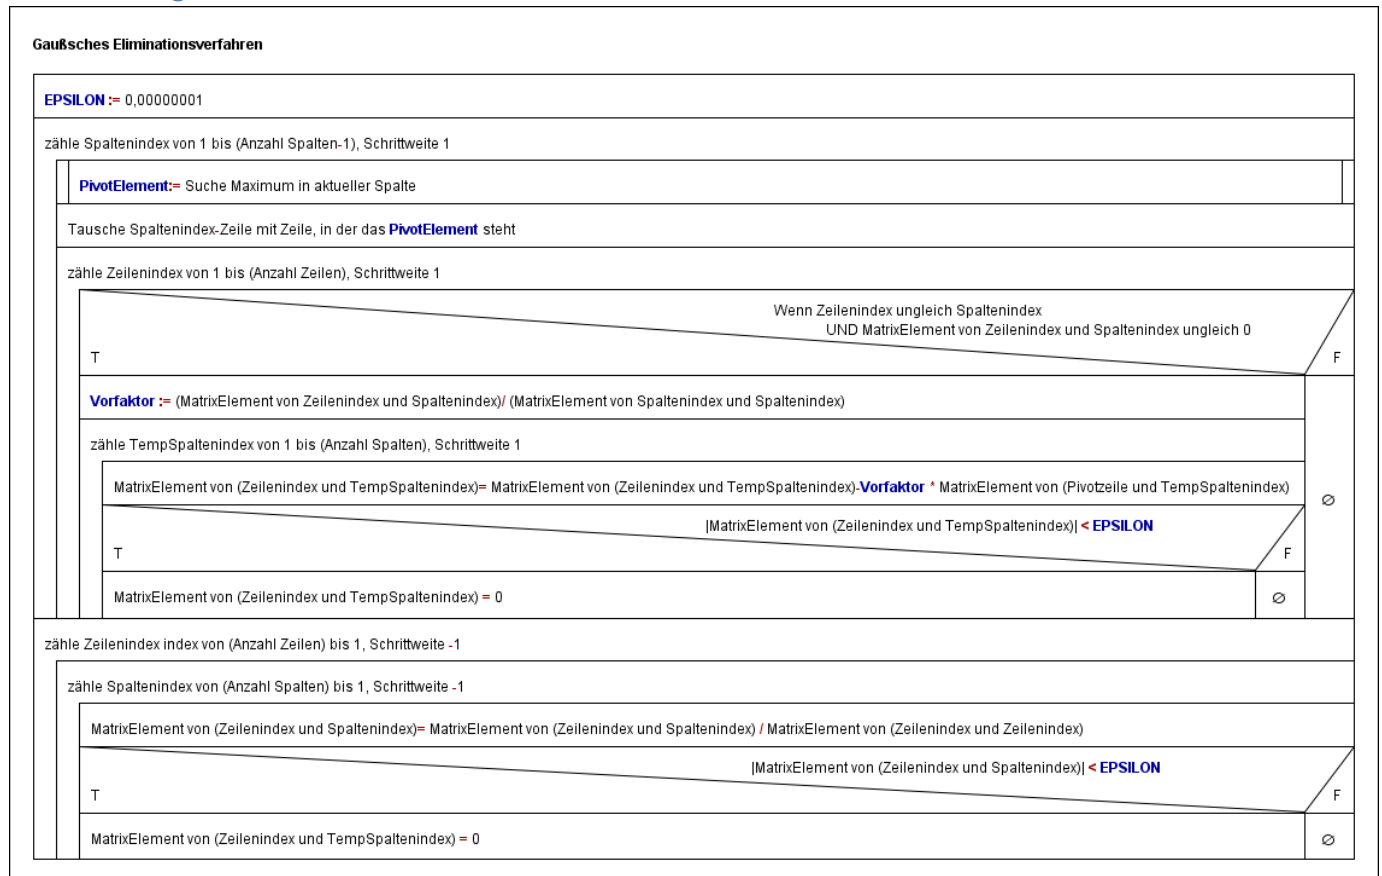 Gaußsches Eliminationsverfahren
EPSILON := 0,00000001
zähle Spaltenindex von 1 bis (Anzahl Spalten-1), Schrittweite 1
PivotElement:= Suche Maximum in aktueller Spalte
Tausche Spaltenindex-Zeile mit Zeile, in der das PivotElement steht
zähle Zeilenindex von 1 bis (Anzahl Zeilen), Schrittweite 1
Wenn Zeilenindex ungleich Spaltenindex
UND MatrixElement von Zeilenindex und Spaltenindex ungleich 0
T F
Vorfaktor := (MatrixElement von Zeilenindex und Spaltenindex)/ (MatrixElement von Spaltenindex und Spaltenindex)
zähle TempSpaltenindex von 1 bis (Anzahl Spalten), Schrittweite 1
MatrixElement von (Zeilenindex und TempSpaltenindex)= MatrixElement von (Zeilenindex und TempSpaltenindex)-Vorfaktor * MatrixElement von (Pivotzeile und TempSpaltenindex)
∅
|MatrixElement von (Zeilenindex und TempSpaltenindex)| < EPSILON
T F
MatrixElement von (Zeilenindex und TempSpaltenindex) = 0 ∅
zähle Zeilenindex index von (Anzahl Zeilen) bis 1, Schrittweite -1
zähle Spaltenindex von (Anzahl Spalten) bis 1, Schrittweite -1
MatrixElement von (Zeilenindex und Spaltenindex)= MatrixElement von (Zeilenindex und Spaltenindex) / MatrixElement von (Zeilenindex und Zeilenindex)
|MatrixElement von (Zeilenindex und Spaltenindex)| < EPSILON
T F
MatrixElement von (Zeilenindex und TempSpaltenindex) = 0 ∅